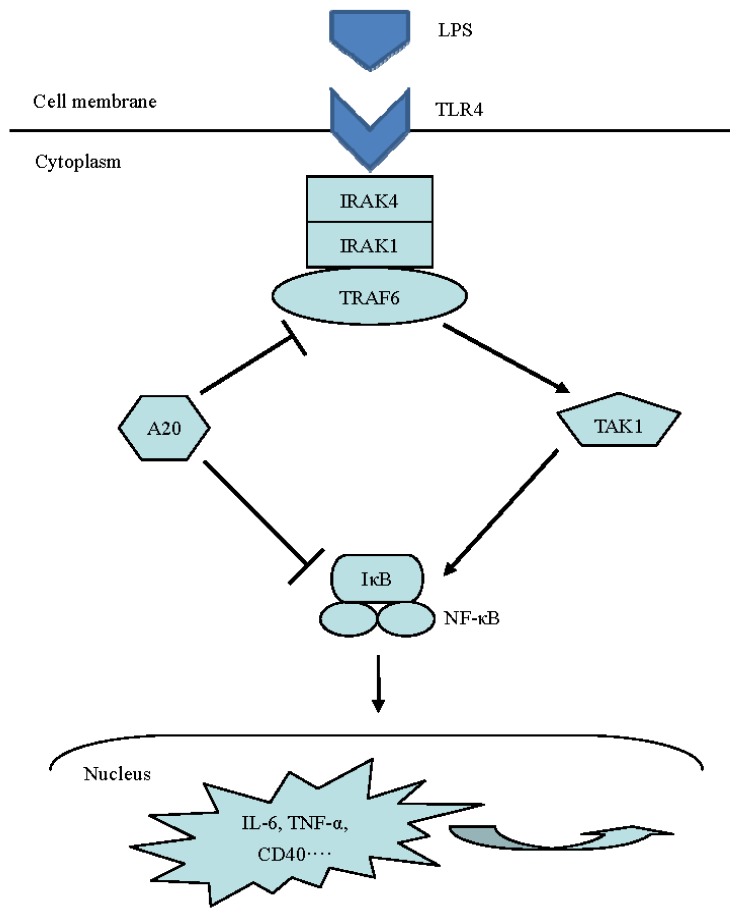 LPS
Cell membrane
TLR4
Cytoplasm
IRAK4
IRAK1
TRAF6
A20
TAK1
IκB
NF-κB
Nucleus
IL-6, TNF-α,
CD40····